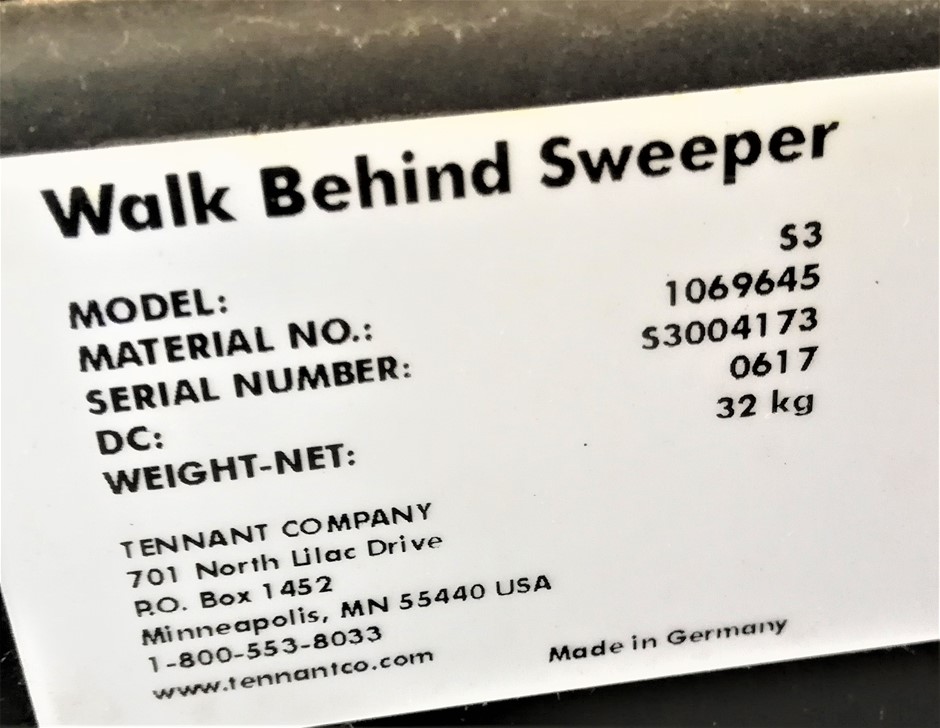 Walk Behind Sweeper
MODEL: S3
MATERIAL NO.: 1069645
SERIAL NUMBER: S3004173
DC: 0617
WEIGHT-NET: 32 kg
TENNANT COMPANY
701 North Lilac Drive
P.O. Box 1452
Minneapolis, MN 55440 USA
1-800-553-8033
www.tennantco.com Made in Germany